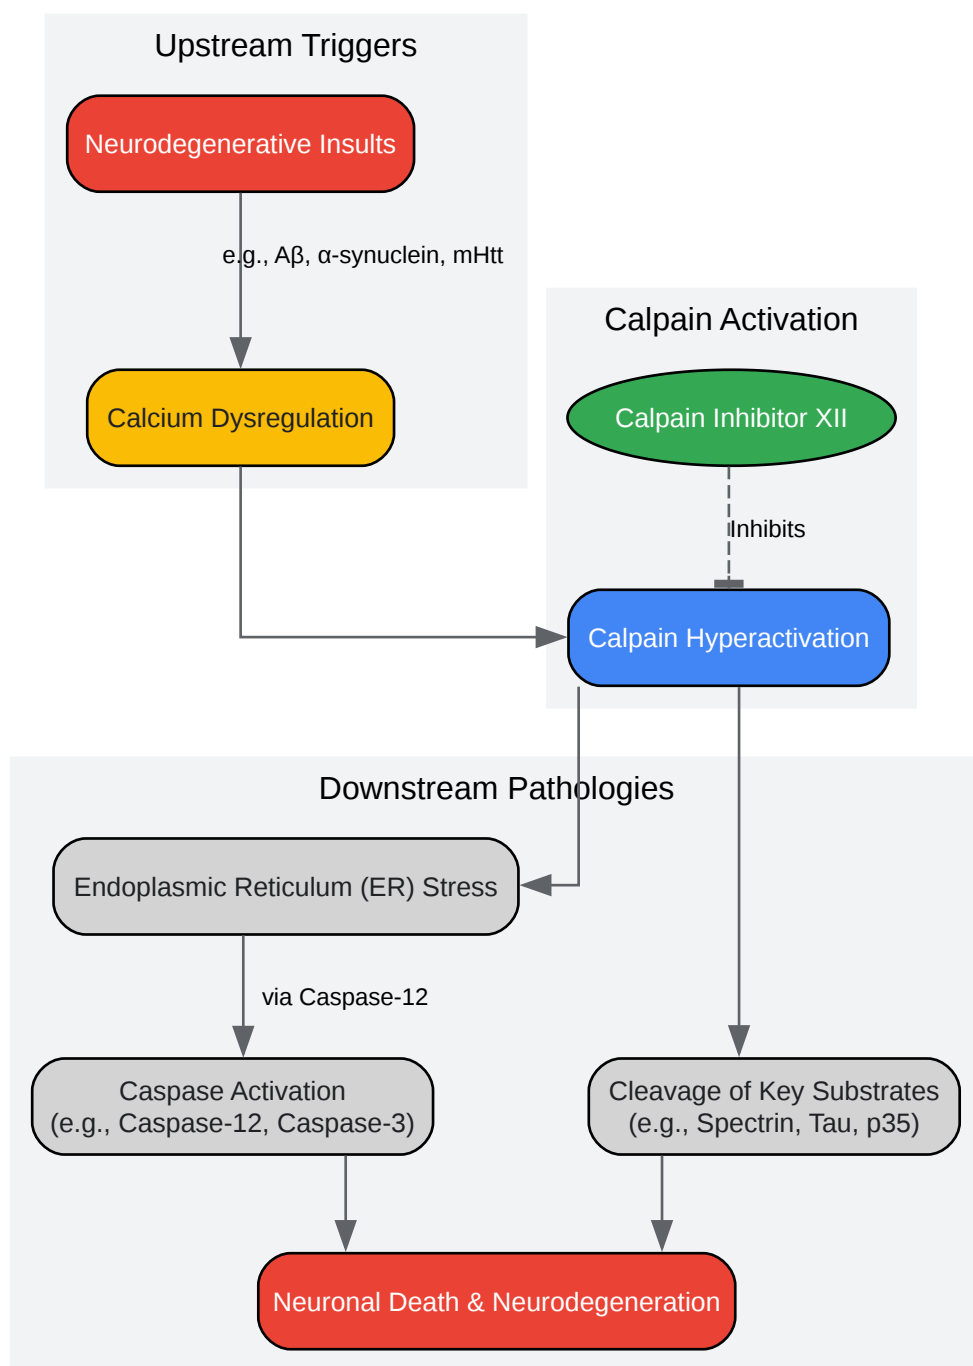 Upstream Triggers
Neurodegenerative Insults
e.g., Aβ, α-synuclein, mHtt
Calcium Dysregulation
Calpain Activation
Calpain Inhibitor XII
Inhibits
Calpain Hyperactivation
Downstream Pathologies
Endoplasmic Reticulum (ER) Stress
via Caspase-12
Caspase Activation
(e.g., Caspase-12, Caspase-3)
Cleavage of Key Substrates
(e.g., Spectrin, Tau, p35)
Neuronal Death & Neurodegeneration